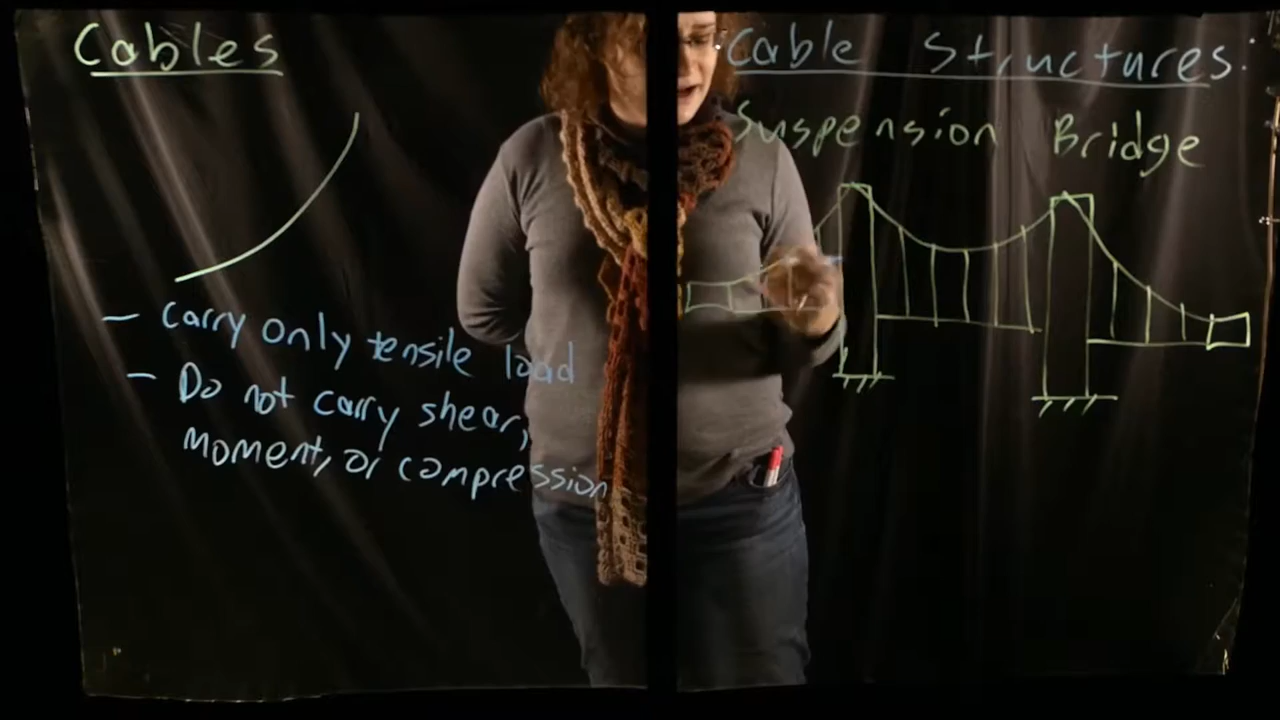 Cables
- Carry only tensile load
- Do not carry shear,
moment, or compression
Cable Structures:
Suspension Bridge